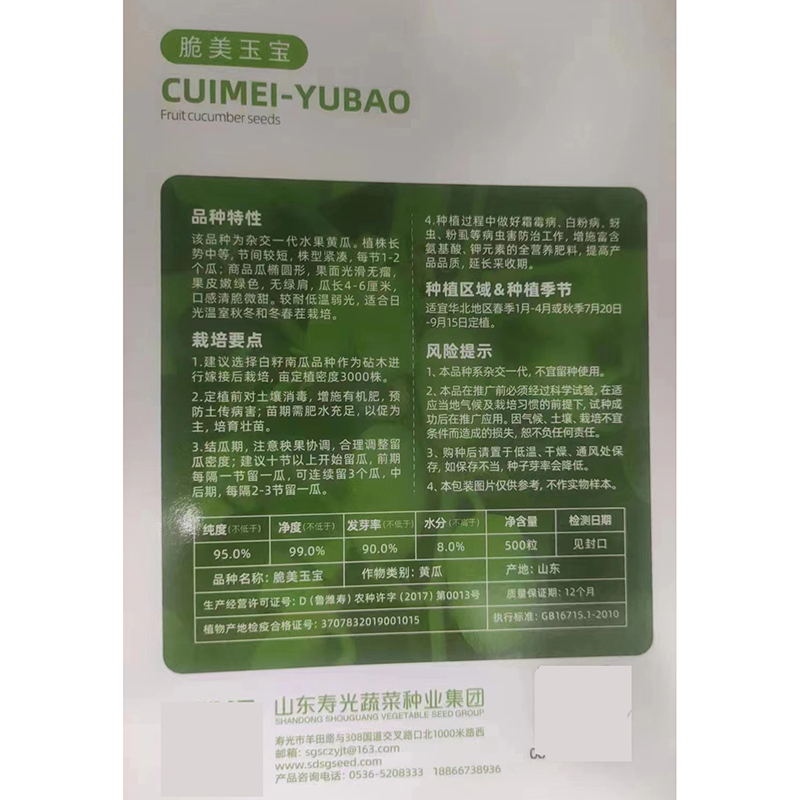 脆美玉宝
CUIMEI-YUBAO
Fruit cucumber seeds
品种特性
该品种为杂交一代水果黄瓜。植株长
势中等，节间较短，株型紧凑，每节1-2
个瓜；商品瓜椭圆形，果面光滑无瘤，
果皮嫩绿色，无绿肩，瓜长4-6厘米，
口感清脆微甜。较耐低温弱光，适合日
光温室秋冬和冬春茬栽培。
栽培要点
1.建议选择白籽南瓜品种作为砧木进
行嫁接后栽培，亩定植密度3000株。
2.定植前对土壤消毒，增施有机肥，预
防土传病害；苗期需肥水充足，以促为
主，培育壮苗。
3.结瓜期，注意秧果协调，合理调整留
瓜密度；建议十节以上开始留瓜，前期
每隔一节留一瓜，可连续留3个瓜，中
后期，每隔2-3节留一瓜。
4.种植过程中做好霜霉病、白粉病、蚜
虫、粉虱等病虫害防治工作，增施富含
氨基酸、钾元素的全营养肥料，提高产
品品质，延长采收期。
种植区域&种植季节
适宜华北地区春季1月-4月或秋季7月20日
-9月15日定植。
风险提示
1. 本品种系杂交一代，不宜留种使用。
2. 本品在推广前必须经过科学试验，在适
应当地气候及栽培习惯的前提下，试种成
功后在推广应用。因气候、土壤、栽培不宜
条件而造成的损失，恕不负任何责任。
3. 购种后请置于低温、干燥、通风处保
存，如保存不当，种子芽率会降低。
4. 本包装图片仅供参考，不作实物样本。
纯度(不低于) 净度(不低于) 发芽率(不低于) 水分(不高于) 净含量 检测日期
95.0% 99.0% 90.0% 8.0% 500粒 见封口
品种名称：脆美玉宝 作物类别：黄瓜 产地：山东
生产经营许可证号：D（鲁潍寿）农种许字（2017）第0013号 质量保证期：12个月
植物产地检疫合格证号：3707832019001015 执行标准：GB16715.1-2010
山东寿光蔬菜种业集团
SHANDONG SHOUGUANG VEGETABLE SEED GROUP
寿光市羊田路与308国道交叉路口北1000米路西
邮箱：sgsczyjt@163.com
www.sdsgseed.com
产品咨询电话：0536-5208333 18866738936